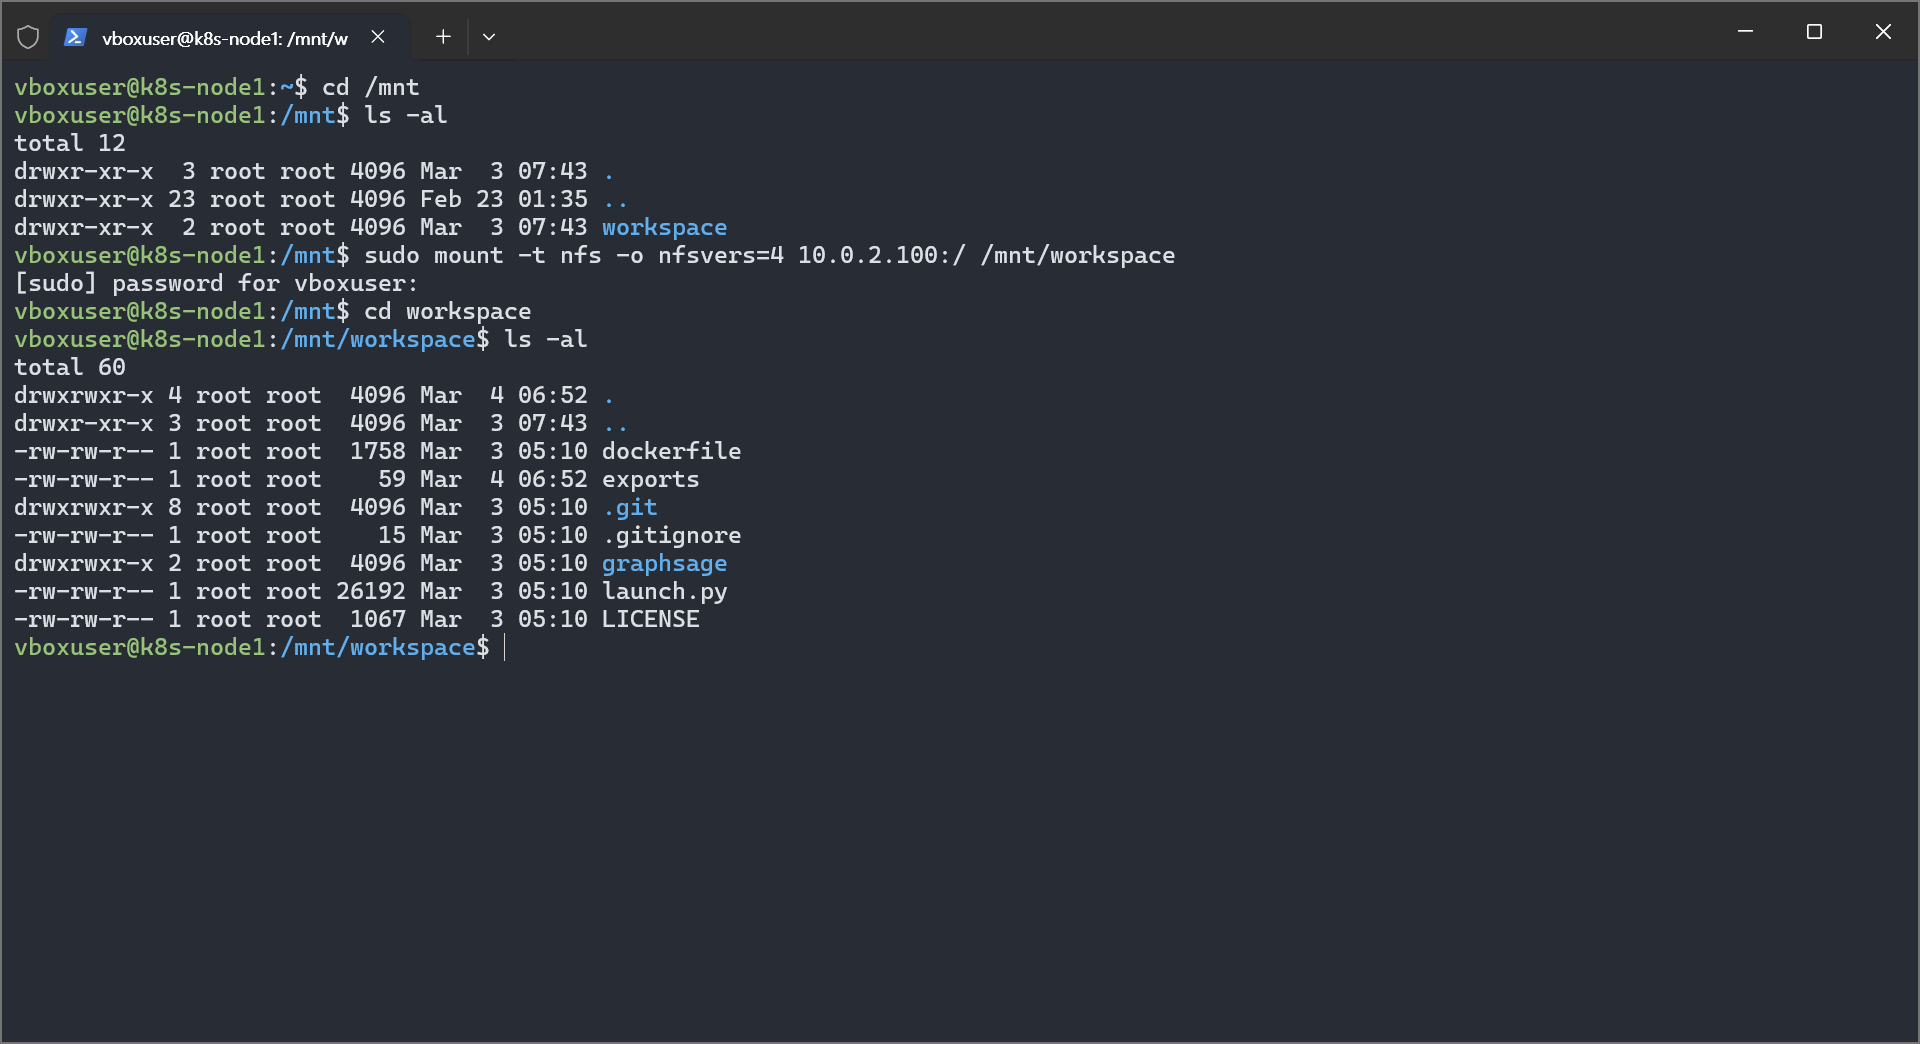 vboxuser@k8s-node1: /mnt/w
vboxuser@k8s-node1:~$ cd /mnt
vboxuser@k8s-node1:/mnt$ ls -al
total 12
drwxr-xr-x  3 root root 4096 Mar  3 07:43 .
drwxr-xr-x 23 root root 4096 Feb 23 01:35 ..
drwxr-xr-x  2 root root 4096 Mar  3 07:43 workspace
vboxuser@k8s-node1:/mnt$ sudo mount -t nfs -o nfsvers=4 10.0.2.100:/ /mnt/workspace
[sudo] password for vboxuser:
vboxuser@k8s-node1:/mnt$ cd workspace
vboxuser@k8s-node1:/mnt/workspace$ ls -al
total 60
drwxrwxr-x 4 root root  4096 Mar  4 06:52 .
drwxr-xr-x 3 root root  4096 Mar  3 07:43 ..
-rw-rw-r-- 1 root root  1758 Mar  3 05:10 dockerfile
-rw-rw-r-- 1 root root    59 Mar  4 06:52 exports
drwxrwxr-x 8 root root  4096 Mar  3 05:10 .git
-rw-rw-r-- 1 root root    15 Mar  3 05:10 .gitignore
drwxrwxr-x 2 root root  4096 Mar  3 05:10 graphsage
-rw-rw-r-- 1 root root 26192 Mar  3 05:10 launch.py
-rw-rw-r-- 1 root root  1067 Mar  3 05:10 LICENSE
vboxuser@k8s-node1:/mnt/workspace$